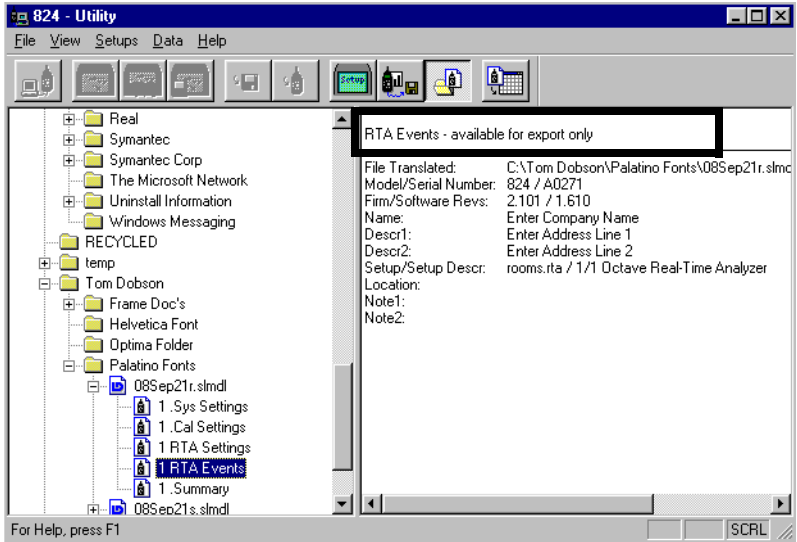 824 - Utility
File View Setups Data Help
Setup
Real
Symantec
Symantec Corp
The Microsoft Network
Uninstall Information
Windows Messaging
RECYCLED
temp
Tom Dobson
Frame Doc's
Helvetica Font
Optima Folder
Palatino Fonts
08Sep21r.slmdl
1 .Sys Settings
1 .Cal Settings
1 RTA Settings
1 RTA Events
1 .Summary
08Sep21s.slmdl
RTA Events - available for export only
File Translated: C:\Tom Dobson\Palatino Fonts\08Sep21r.slmd
Model/Serial Number: 824 / A0271
Firm/Software Revs: 2.101 / 1.610
Name: Enter Company Name
Descr1: Enter Address Line 1
Descr2: Enter Address Line 2
Setup/Setup Descr: rooms.rta / 1/1 Octave Real-Time Analyzer
Location:
Note1:
Note2:
For Help, press F1
SCRL